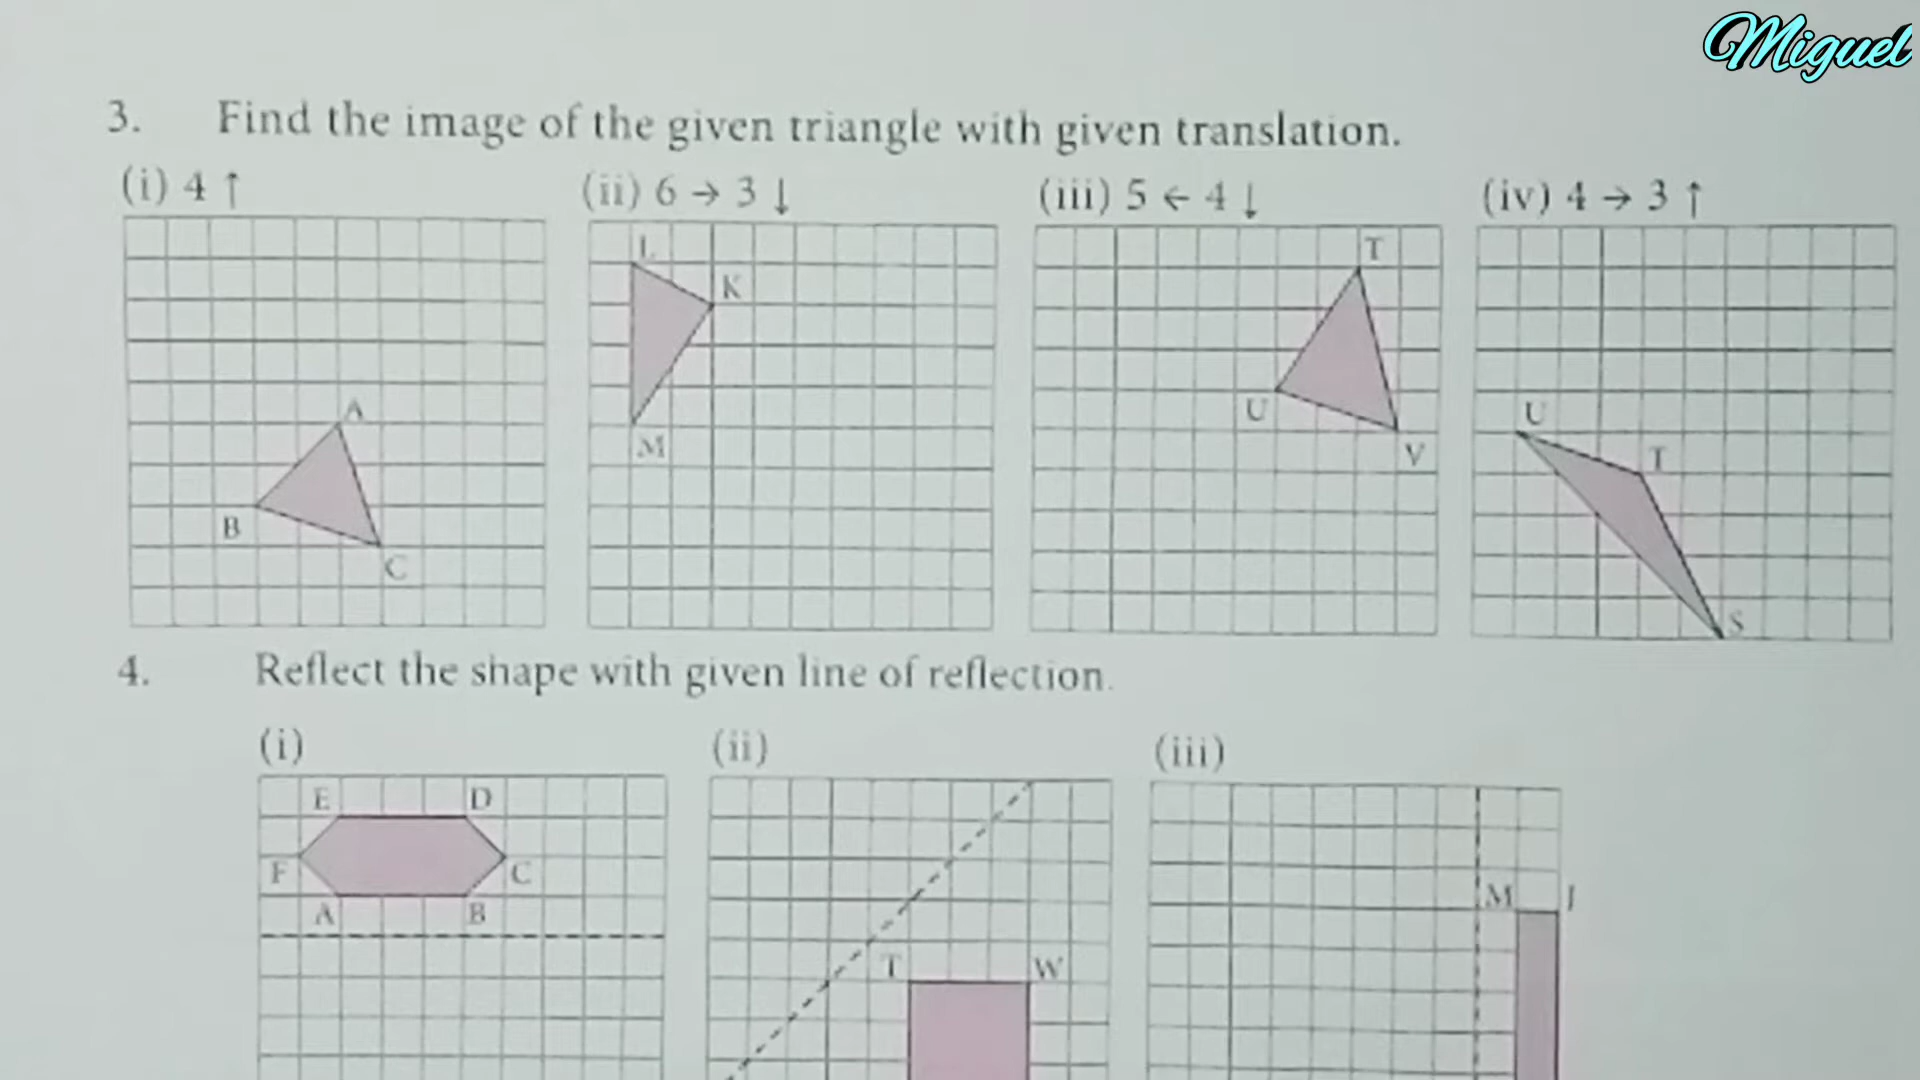 Miguel
3. Find the image of the given triangle with given translation.
(i) 4 ↑ (ii) 6 → 3 ↓ (iii) 5 ← 4 ↓ (iv) 4 → 3 ↑
L T
K
A U U
M V T
B
C
S
4. Reflect the shape with given line of reflection.
(i) (ii) (iii)
E D
F C
M J
A B
T W